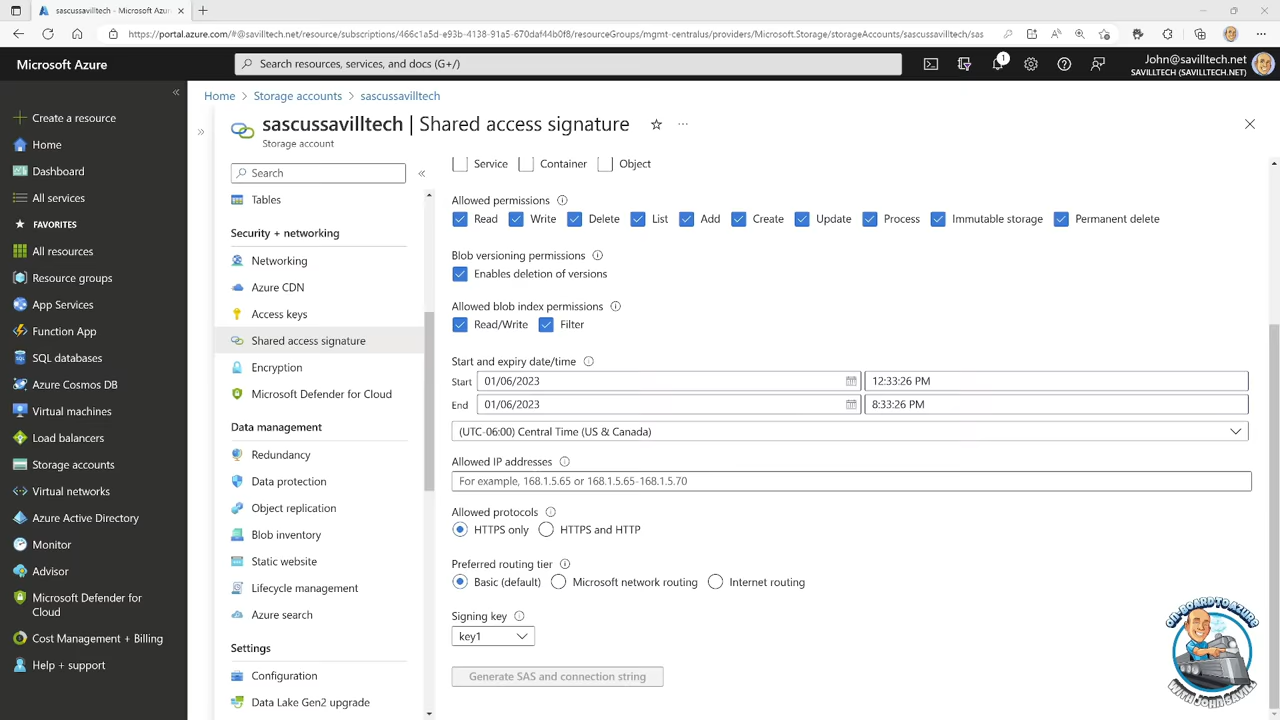 sascussavilltech - Microsoft Azur
https://portal.azure.com/#@savilltech.net/resource/subscriptions/466c1a5d-e93b-4138-91a5-670daf44b0f8/resourceGroups/mgmt-centralus/providers/Microsoft.Storage/storageAccounts/sascussavilltech/sas
Microsoft Azure
Search resources, services, and docs (G+/)
1
John@savilltech.net
SAVILLTECH (SAVILLTECH.NET)
Create a resource
Home
Dashboard
All services
FAVORITES
All resources
Resource groups
App Services
Function App
SQL databases
Azure Cosmos DB
Virtual machines
Load balancers
Storage accounts
Virtual networks
Azure Active Directory
Monitor
Advisor
Microsoft Defender for
Cloud
Cost Management + Billing
Help + support
Home > Storage accounts > sascussavilltech
sascussavilltech | Shared access signature
Storage account
Search
Tables
Security + networking
Networking
Azure CDN
Access keys
Shared access signature
Encryption
Microsoft Defender for Cloud
Data management
Redundancy
Data protection
Object replication
Blob inventory
Static website
Lifecycle management
Azure search
Settings
Configuration
Data Lake Gen2 upgrade
Service Container Object
Allowed permissions
Read Write Delete List Add Create Update Process Immutable storage Permanent delete
Blob versioning permissions
Enables deletion of versions
Allowed blob index permissions
Read/Write Filter
Start and expiry date/time
Start 01/06/2023 12:33:26 PM
End 01/06/2023 8:33:26 PM
(UTC-06:00) Central Time (US & Canada)
Allowed IP addresses
For example, 168.1.5.65 or 168.1.5.65-168.1.5.70
Allowed protocols
HTTPS only HTTPS and HTTP
Preferred routing tier
Basic (default) Microsoft network routing Internet routing
Signing key
key1
Generate SAS and connection string
ON-BOARD TO AZURE
WITH JOHN SAVILL